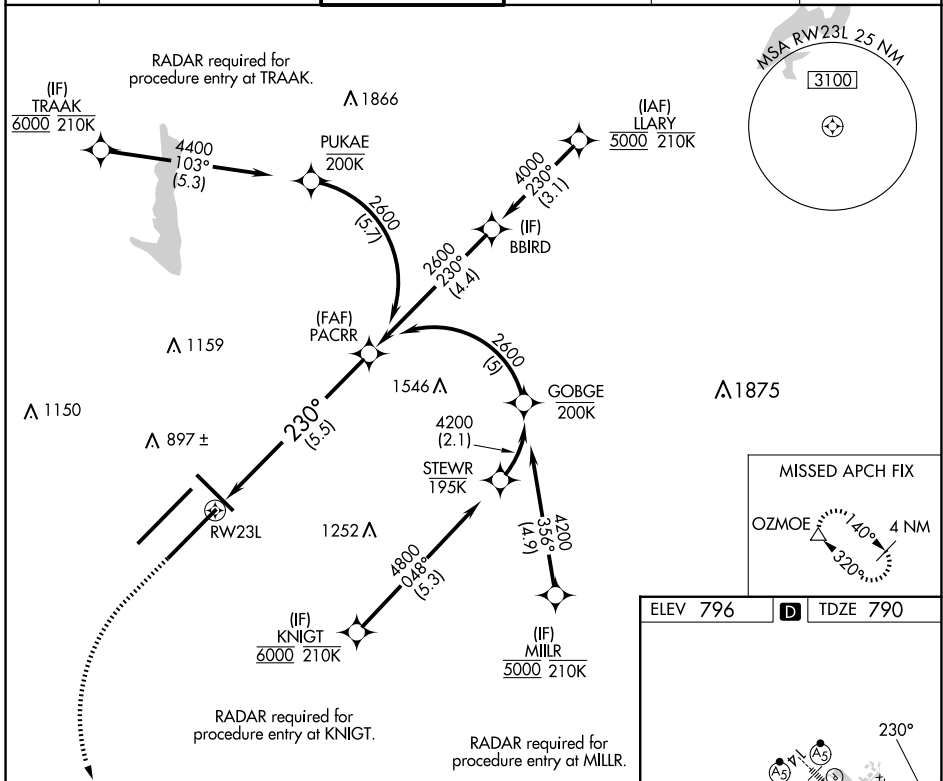 RADAR required for
procedure entry at TRAAK.
MSA RW23L 25 NM
3100
(IF)
TRAAK
6000 210K
1866
(IAF)
LLARY
5000 210K
PUKAE
200K
4400
103°
(5.3)
4000
230°
(3.1)
2600
(5.7)
(IF)
BBIRD
2600
230°
(4.4)
(FAF)
PACRR
1159
2600
(5)
1546
GOBGE
200K
1875
1150
230°
(5.5)
897 ±
4200
(2.1)
STEWR
195K
MISSED APCH FIX
OZMOE
140°
4 NM
320°
RW23L
1252
4200
356°
(4.9)
4800
048°
(5.3)
ELEV 796
D
TDZE 790
(IF)
KNIGT
6000 210K
(IF)
MIILR
5000 210K
RADAR required for
procedure entry at KNIGT.
RADAR required for
procedure entry at MILLR.
230°
A5
A5